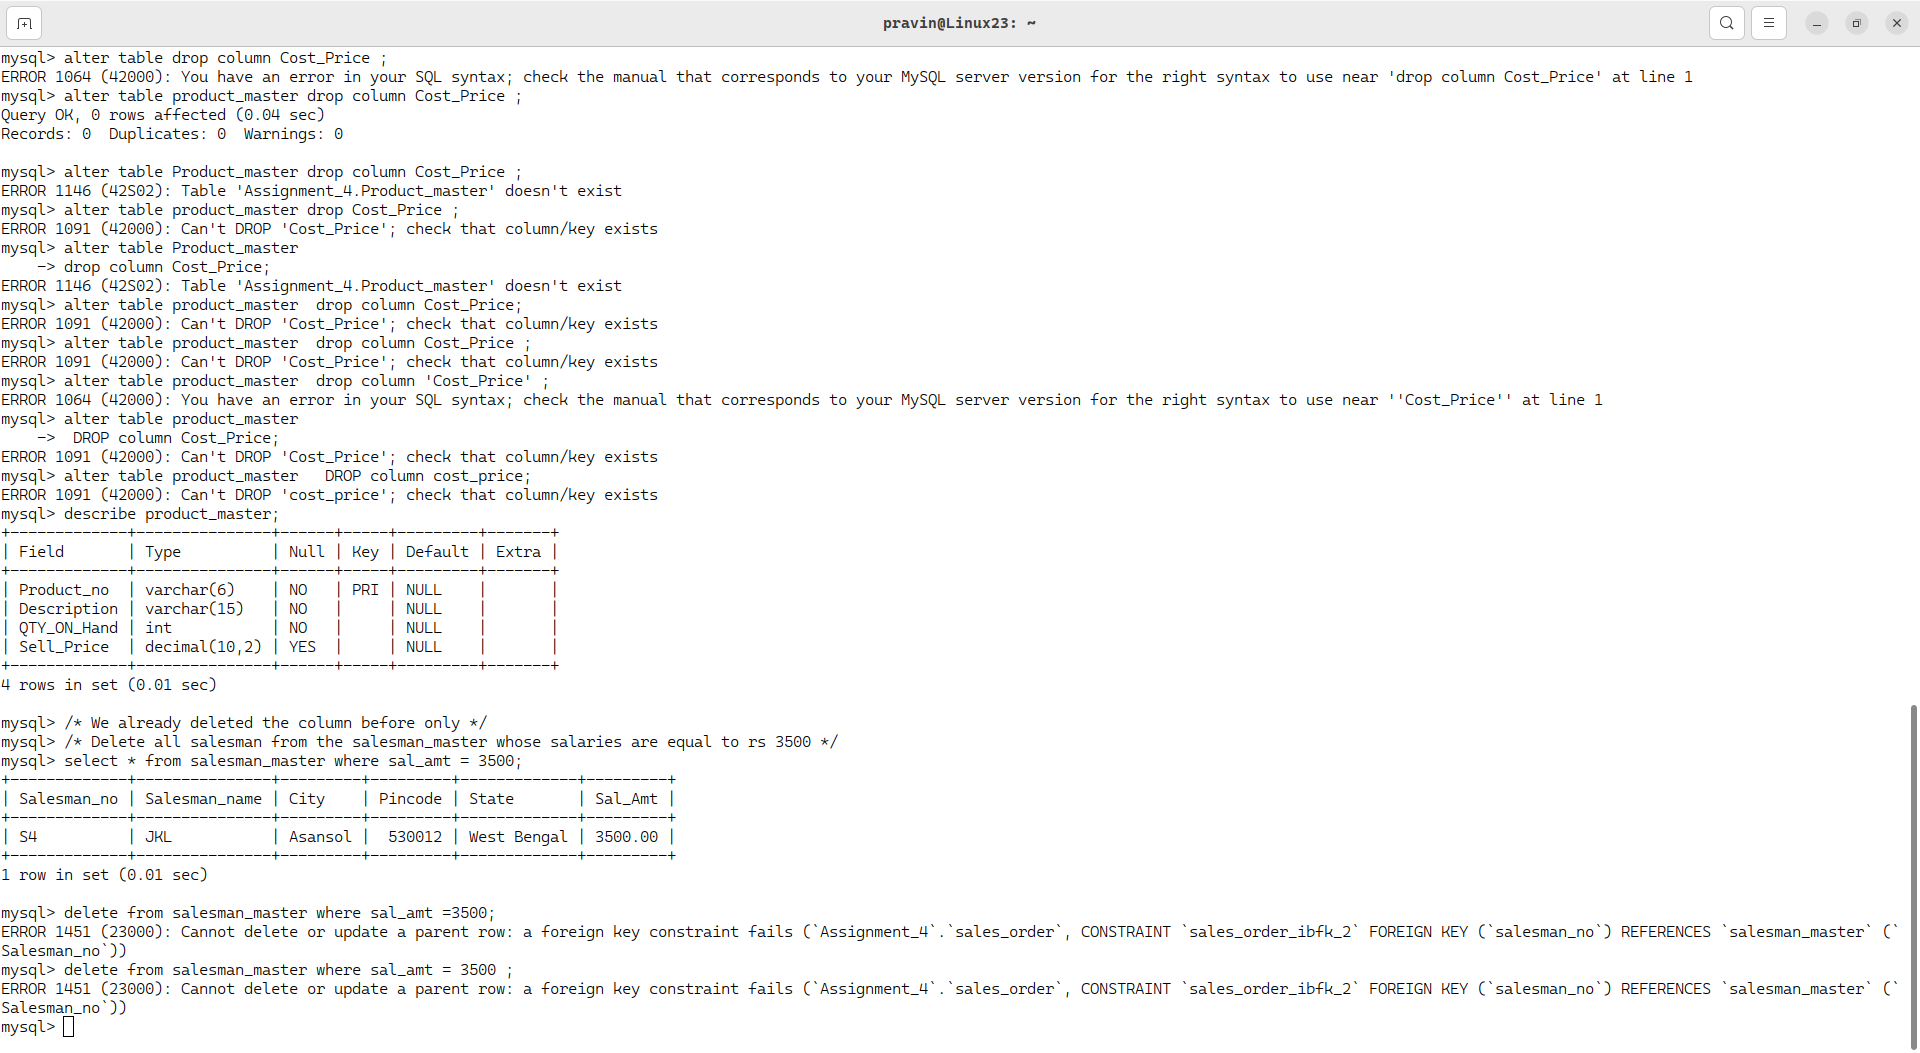 pravin@Linux23: ~
mysql> alter table drop column Cost_Price ;
ERROR 1064 (42000): You have an error in your SQL syntax; check the manual that corresponds to your MySQL server version for the right syntax to use near 'drop column Cost_Price' at line 1
mysql> alter table product_master drop column Cost_Price ;
Query OK, 0 rows affected (0.04 sec)
Records: 0  Duplicates: 0  Warnings: 0

mysql> alter table Product_master drop column Cost_Price ;
ERROR 1146 (42S02): Table 'Assignment_4.Product_master' doesn't exist
mysql> alter table product_master drop Cost_Price ;
ERROR 1091 (42000): Can't DROP 'Cost_Price'; check that column/key exists
mysql> alter table Product_master
    -> drop column Cost_Price;
ERROR 1146 (42S02): Table 'Assignment_4.Product_master' doesn't exist
mysql> alter table product_master  drop column Cost_Price;
ERROR 1091 (42000): Can't DROP 'Cost_Price'; check that column/key exists
mysql> alter table product_master  drop column Cost_Price ;
ERROR 1091 (42000): Can't DROP 'Cost_Price'; check that column/key exists
mysql> alter table product_master  drop column 'Cost_Price' ;
ERROR 1064 (42000): You have an error in your SQL syntax; check the manual that corresponds to your MySQL server version for the right syntax to use near ''Cost_Price'' at line 1
mysql> alter table product_master
    ->  DROP column Cost_Price;
ERROR 1091 (42000): Can't DROP 'Cost_Price'; check that column/key exists
mysql> alter table product_master   DROP column cost_price;
ERROR 1091 (42000): Can't DROP 'cost_price'; check that column/key exists
mysql> describe product_master;
+-------------+---------------+------+-----+---------+-------+
| Field       | Type          | Null | Key | Default | Extra |
+-------------+---------------+------+-----+---------+-------+
| Product_no  | varchar(6)    | NO   | PRI | NULL    |       |
| Description | varchar(15)   | NO   |     | NULL    |       |
| QTY_ON_Hand | int           | NO   |     | NULL    |       |
| Sell_Price  | decimal(10,2) | YES  |     | NULL    |       |
+-------------+---------------+------+-----+---------+-------+
4 rows in set (0.01 sec)

mysql> /* We already deleted the column before only */
mysql> /* Delete all salesman from the salesman_master whose salaries are equal to rs 3500 */
mysql> select * from salesman_master where sal_amt = 3500;
+-------------+---------------+---------+---------+-------------+---------+
| Salesman_no | Salesman_name | City    | Pincode | State       | Sal_Amt |
+-------------+---------------+---------+---------+-------------+---------+
| S4          | JKL           | Asansol |  530012 | West Bengal | 3500.00 |
+-------------+---------------+---------+---------+-------------+---------+
1 row in set (0.01 sec)

mysql> delete from salesman_master where sal_amt =3500;
ERROR 1451 (23000): Cannot delete or update a parent row: a foreign key constraint fails (`Assignment_4`.`sales_order`, CONSTRAINT `sales_order_ibfk_2` FOREIGN KEY (`salesman_no`) REFERENCES `salesman_master` (`
Salesman_no`))
mysql> delete from salesman_master where sal_amt = 3500 ;
ERROR 1451 (23000): Cannot delete or update a parent row: a foreign key constraint fails (`Assignment_4`.`sales_order`, CONSTRAINT `sales_order_ibfk_2` FOREIGN KEY (`salesman_no`) REFERENCES `salesman_master` (`
Salesman_no`))
mysql>